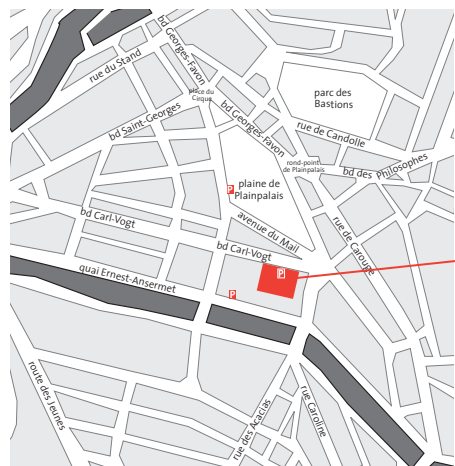 bd Georges-Favon
rue du Stand
place du
Cirque
parc des
Bastions
bd Saint-Georges
bd Georges-Favon
rue de Candolle
rond-point
de Plainpalais
bd des Philosophes
P
plaine de
Plainpalais
bd Carl-Vogt
avenue du Mail
rue de Carouge
bd Carl-Vogt
quai Ernest-Ansermet
P
P
route des Jeunes
rue des Acacias
rue Caroline